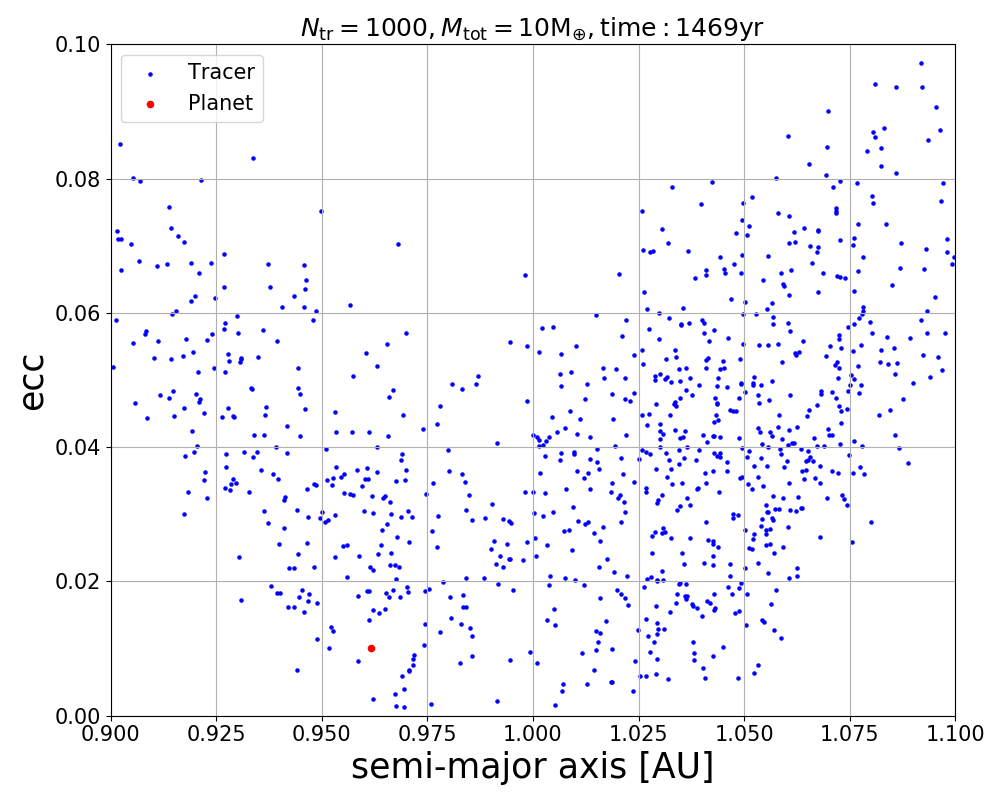 N_tr = 1000, M_tot = 10M_⊕, time : 1469yr
Tracer
Planet
0.10
0.08
0.06
0.04
0.02
0.00
ecc
0.900 0.925 0.950 0.975 1.000 1.025 1.050 1.075 1.100
semi-major axis [AU]